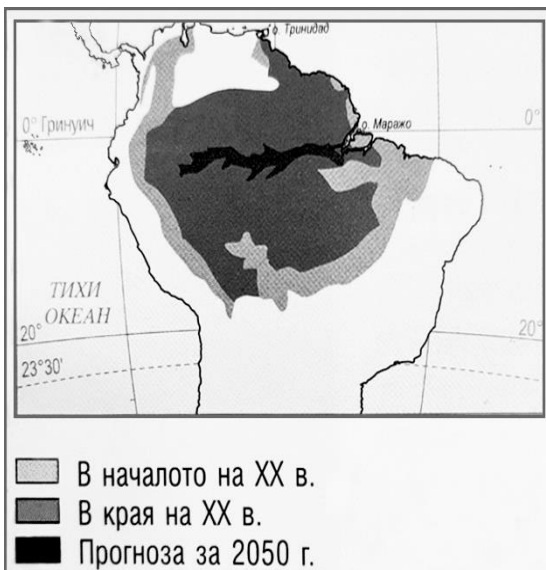 о. Тринидад
0° Гринуич
0°
о. Маражо
ТИХИ
ОКЕАН
20°
20°
23°30'
В началото на XX в.
В края на XX в.
Прогноза за 2050 г.